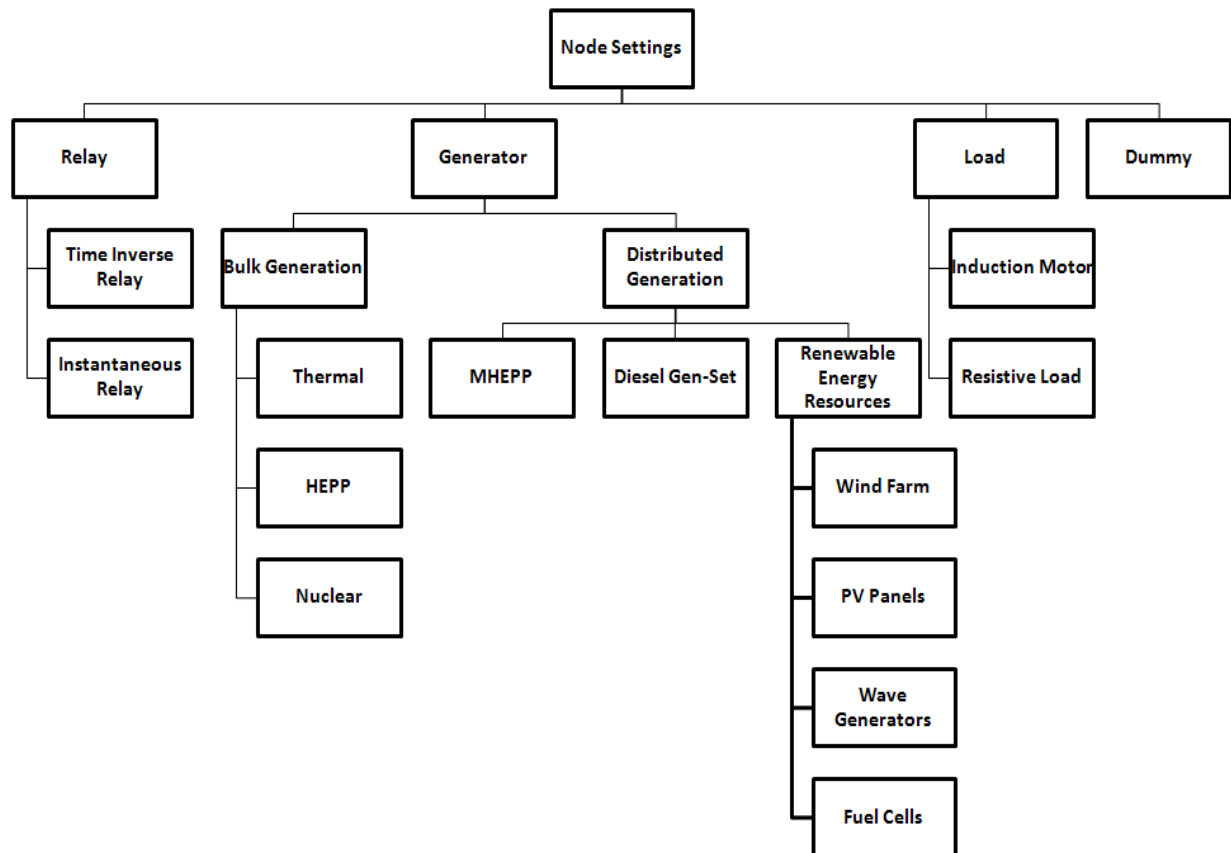 Node Settings
Relay
Generator
Load
Dummy
Time Inverse
Relay
Bulk Generation
Distributed
Generation
Induction Motor
Instantaneous
Relay
Thermal
MHEPP
Diesel Gen-Set
Renewable
Energy
Resources
Resistive Load
HEPP
Wind Farm
Nuclear
PV Panels
Wave
Generators
Fuel Cells